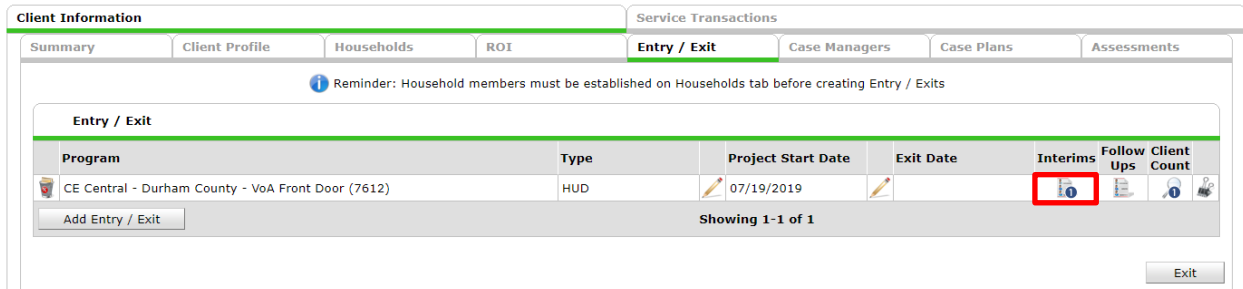 Client Information Service Transactions
Summary Client Profile Households ROI Entry / Exit Case Managers Case Plans Assessments
Reminder: Household members must be established on Households tab before creating Entry / Exits
Entry / Exit
Program Type Project Start Date Exit Date Interims Follow Ups Client Count
CE Central - Durham County - VoA Front Door (7612) HUD 07/19/2019 1 1
Add Entry / Exit Showing 1-1 of 1
Exit